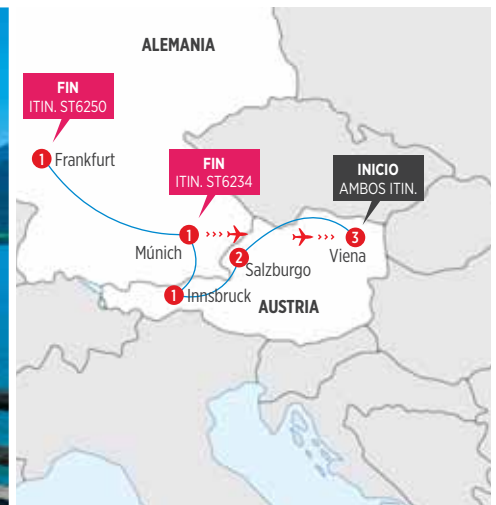 ALEMANIA
FIN
ITIN. ST6250
1 Frankfurt
FIN
ITIN. ST6234
INICIO
AMBOS ITIN.
1
Múnich
3
Viena
2
Salzburgo
1 Innsbruck
AUSTRIA